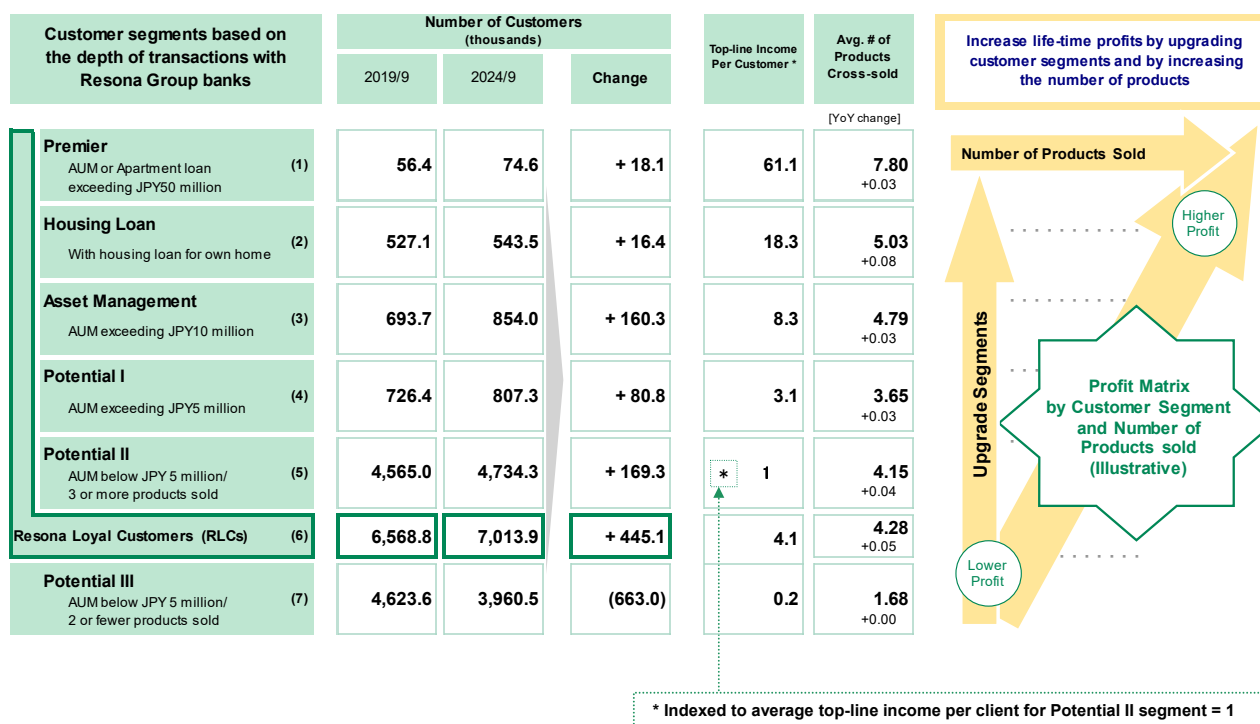 Customer segments based on
the depth of transactions with
Resona Group banks
Number of Customers
(thousands)
2019/9
2024/9
Change
Top-line Income
Per Customer *
Avg. # of
Products
Cross-sold
[YoY change]
Premier
AUM or Apartment loan
exceeding JPY50 million
(1)
56.4
74.6
+ 18.1
61.1
7.80
+0.03
Housing Loan
With housing loan for own home
(2)
527.1
543.5
+ 16.4
18.3
5.03
+0.08
Asset Management
AUM exceeding JPY10 million
(3)
693.7
854.0
+ 160.3
8.3
4.79
+0.03
Potential I
AUM exceeding JPY5 million
(4)
726.4
807.3
+ 80.8
3.1
3.65
+0.03
Potential II
AUM below JPY 5 million/
3 or more products sold
(5)
4,565.0
4,734.3
+ 169.3
* 1
4.15
+0.04
Resona Loyal Customers (RLCs)
(6)
6,568.8
7,013.9
+ 445.1
4.1
4.28
+0.05
Potential III
AUM below JPY 5 million/
2 or fewer products sold
(7)
4,623.6
3,960.5
(663.0)
0.2
1.68
+0.00
* Indexed to average top-line income per client for Potential II segment = 1
Increase life-time profits by upgrading
customer segments and by increasing
the number of products
Number of Products Sold
Upgrade Segments
Higher
Profit
Profit Matrix
by Customer Segment
and Number of
Products sold
(Illustrative)
Lower
Profit